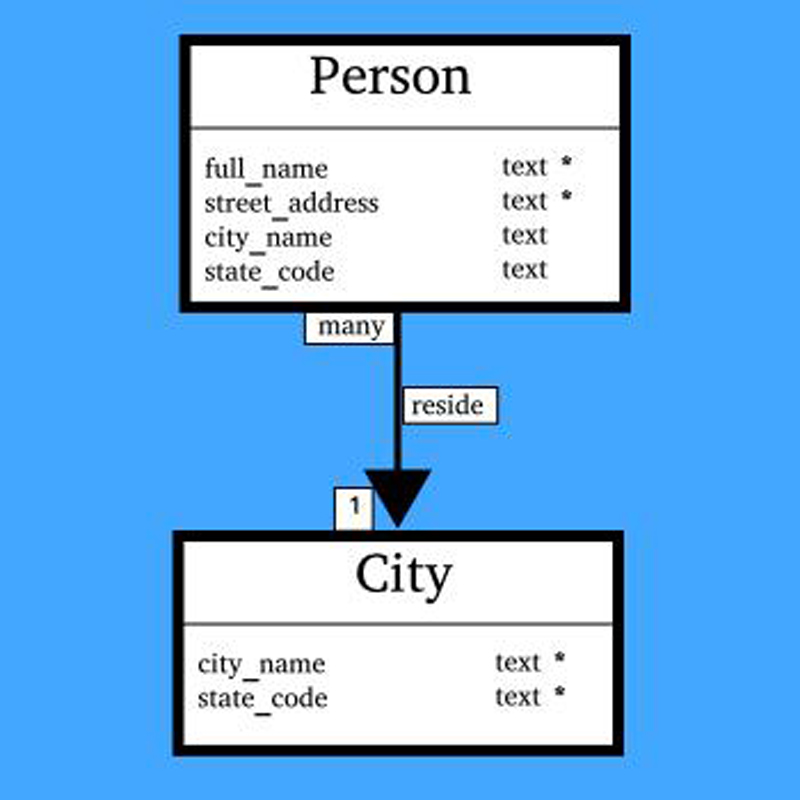 Person
full_name text *
street_address text *
city_name text
state_code text
many
reside
1
City
city_name text *
state_code text *